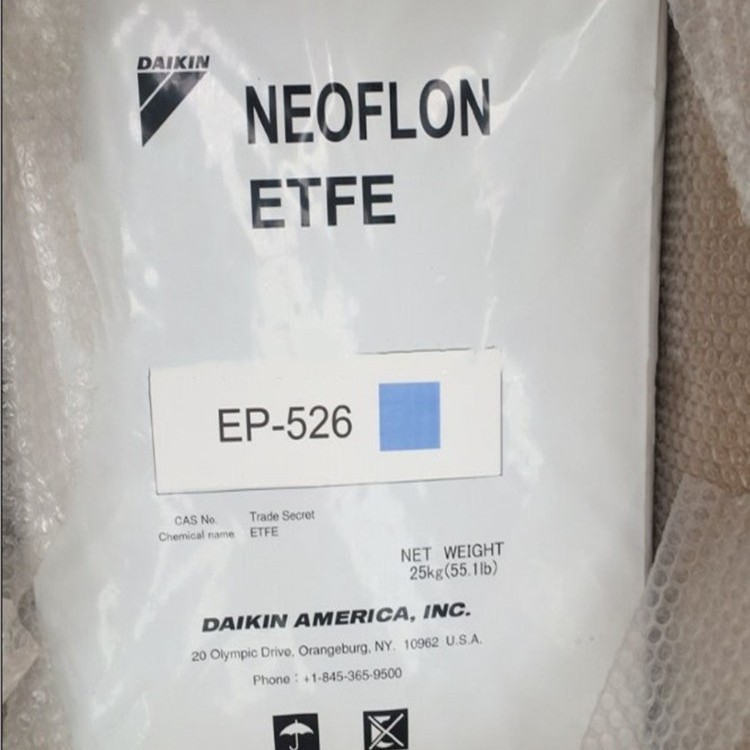 DAIKIN
NEOFLON
ETFE
EP-526
CAS No. Trade Secret
Chemical name ETFE
NET WEIGHT
25kg(55.1lb)
DAIKIN AMERICA, INC.
20 Olympic Drive, Orangeburg, NY. 10962 U.S.A.
Phone : +1-845-365-9500